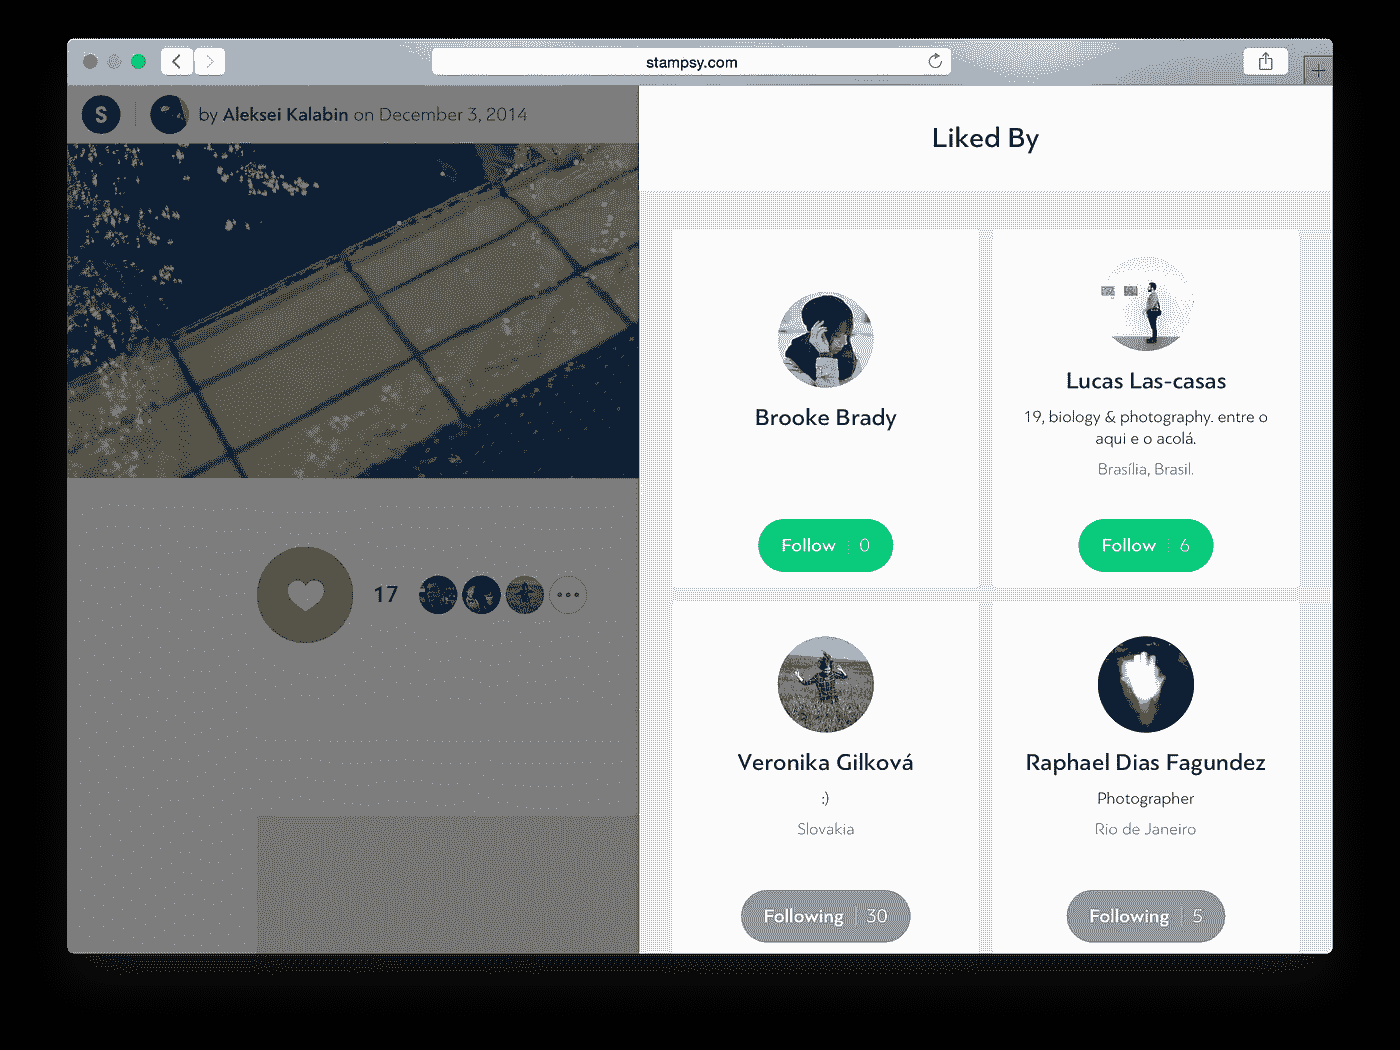 stampsy.com
S
by Aleksei Kalabin on December 3, 2014
17
Liked By
Brooke Brady
Follow 0
Lucas Las-casas
19, biology & photography. entre o
aqui e o acolá.
Brasília, Brasil.
Follow 6
Veronika Gilková
:)
Slovakia
Following 30
Raphael Dias Fagundez
Photographer
Rio de Janeiro
Following 5